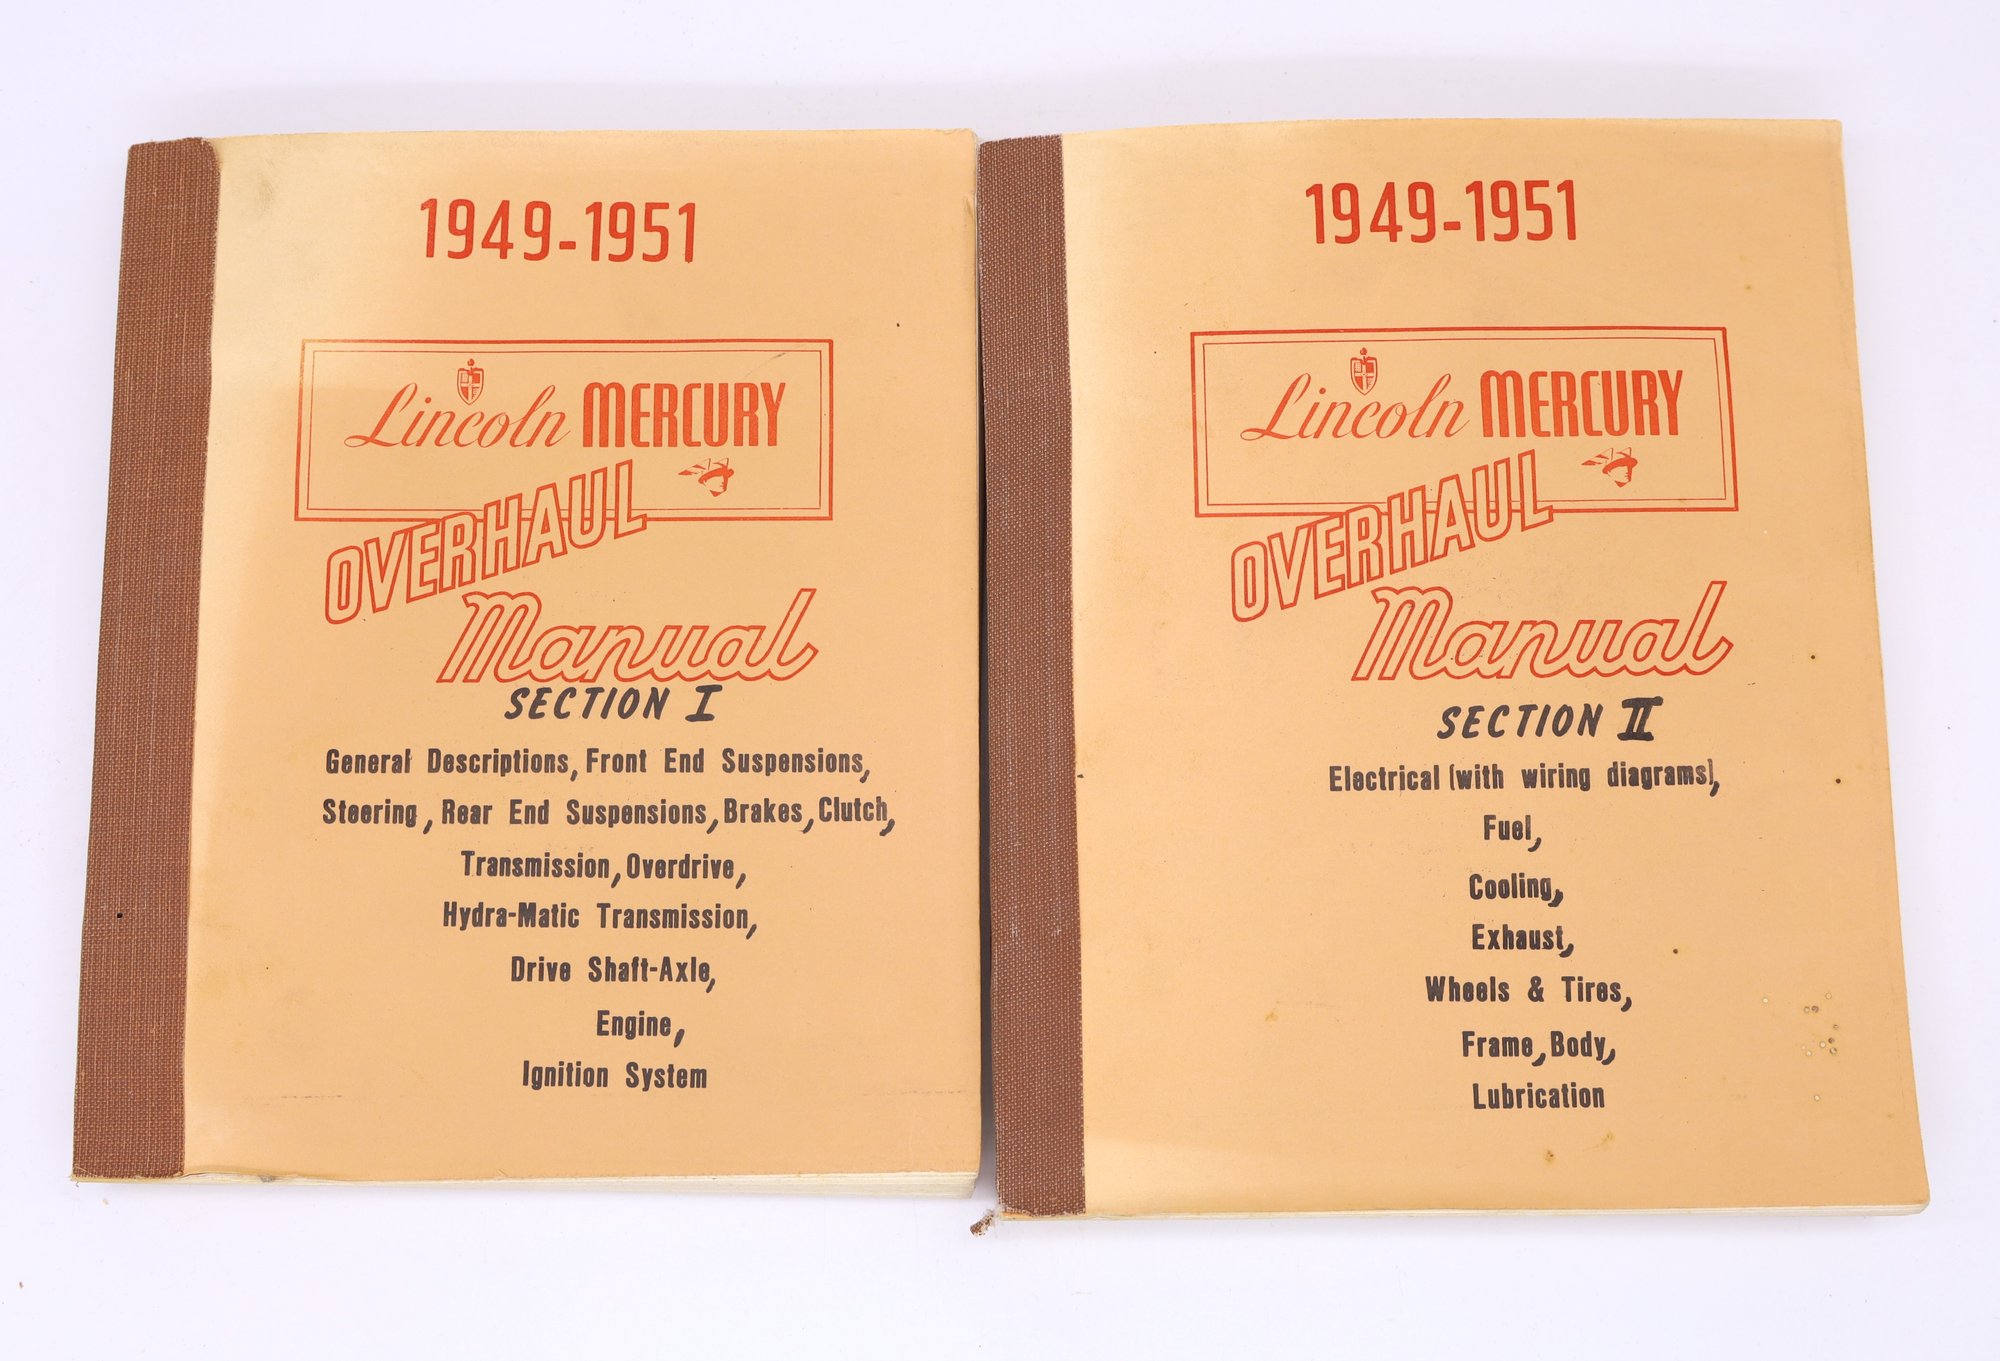 1949-1951
Lincoln MERCURY
OVERHAUL
Manual
SECTION I
General Descriptions, Front End Suspensions,
Steering, Rear End Suspensions, Brakes, Clutch,
Transmission, Overdrive,
Hydra-Matic Transmission,
Drive Shaft-Axle,
Engine,
Ignition System
1949-1951
Lincoln MERCURY
OVERHAUL
Manual
SECTION II
Electrical (with wiring diagrams),
Fuel,
Cooling,
Exhaust,
Wheels & Tires,
Frame, Body,
Lubrication